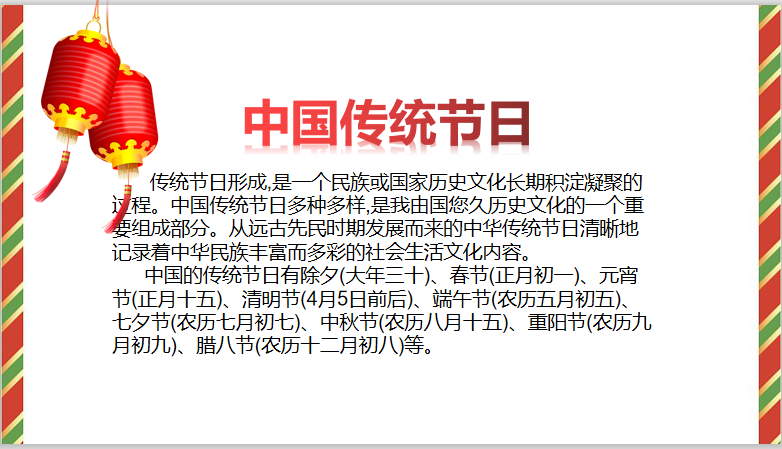 中国传统节日
传统节日形成,是一个民族或国家历史文化长期积淀凝聚的
过程。中国传统节日多种多样,是我由国您久历史文化的一个重
要组成部分。从远古先民时期发展而来的中华传统节日清晰地
记录着中华民族丰富而多彩的社会生活文化内容。
中国的传统节日有除夕(大年三十)、春节(正月初一)、元宵
节(正月十五)、清明节(4月5日前后)、端午节(农历五月初五)、
七夕节(农历七月初七)、中秋节(农历八月十五)、重阳节(农历九
月初九)、腊八节(农历十二月初八)等。